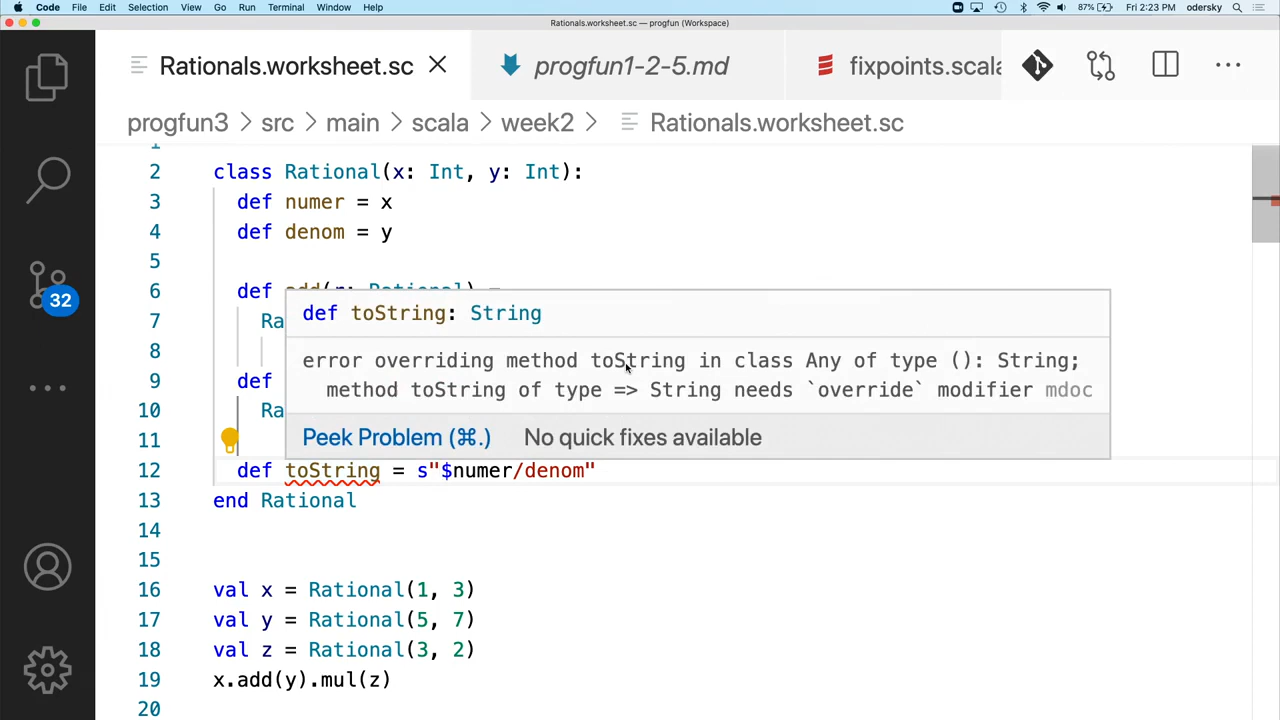 Code File Edit Selection View Go Run Terminal Window Help 87% Fri 2:23 PM odersky
Rationals.worksheet.sc — progfun (Workspace)
Rationals.worksheet.sc progfun1-2-5.md fixpoints.scala
progfun3 > src > main > scala > week2 > Rationals.worksheet.sc
1
2 class Rational(x: Int, y: Int):
3 def numer = x
4 def denom = y
5
6 def add(r: Rational) =
def toString: String
7 Ra
8
error overriding method toString in class Any of type (): String;
9 def
method toString of type => String needs `override` modifier mdoc
10 Ra
11
Peek Problem (⌘.) No quick fixes available
12 def toString = s"$numer/denom"
13 end Rational
14
15
16 val x = Rational(1, 3)
17 val y = Rational(5, 7)
18 val z = Rational(3, 2)
19 x.add(y).mul(z)
20
32